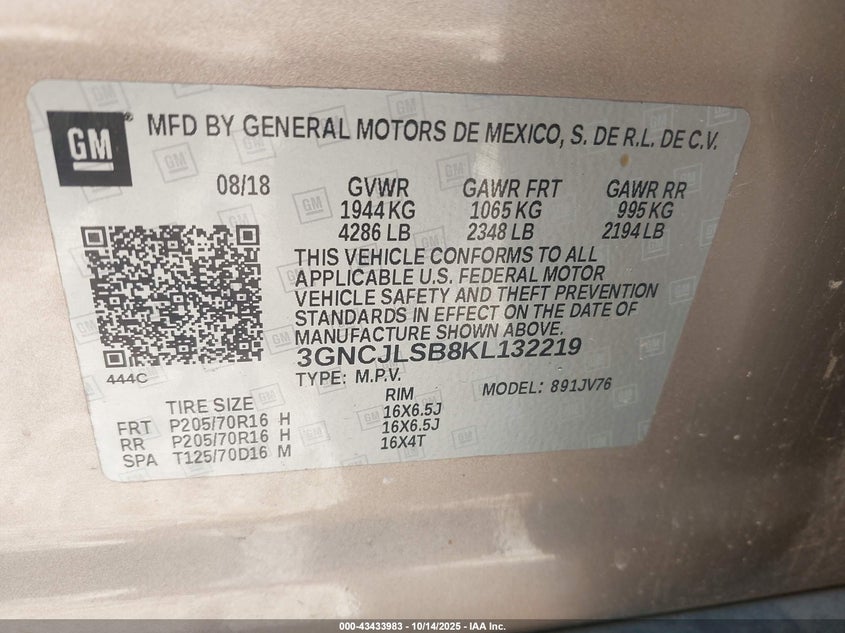 GM
MFD BY GENERAL MOTORS DE MEXICO, S. DE R.L. DE C.V.
08/18 GVWR GAWR FRT GAWR RR
1944 KG 1065 KG 995 KG
4286 LB 2348 LB 2194 LB
THIS VEHICLE CONFORMS TO ALL
APPLICABLE U.S. FEDERAL MOTOR
VEHICLE SAFETY AND THEFT PREVENTION
STANDARDS IN EFFECT ON THE DATE OF
MANUFACTURE SHOWN ABOVE.
3GNCJLSB8KL132219
444C
TYPE: M.P.V. MODEL: 891JV76
TIRE SIZE RIM
FRT P205/70R16 H 16X6.5J
RR P205/70R16 H 16X6.5J
SPA T125/70D16 M 16X4T
000-43433983 - 10/14/2025 - IAA Inc.